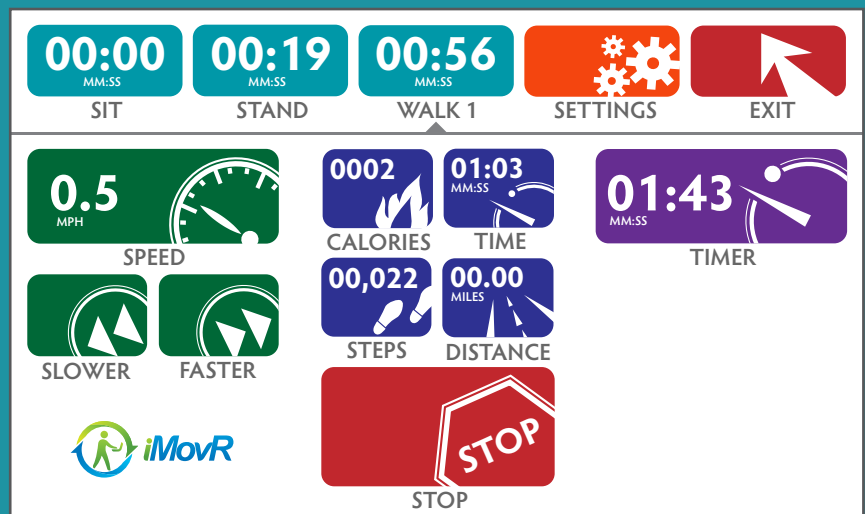 00:00 00:19 00:56
MM:SS MM:SS MM:SS
SIT STAND WALK 1 SETTINGS EXIT
0.5
MPH
SPEED
0002
CALORIES
01:03
MM:SS
TIME
01:43
MM:SS
TIMER
SLOWER FASTER
00,022
STEPS
00.00
MILES
DISTANCE
iMovR
STOP
STOP